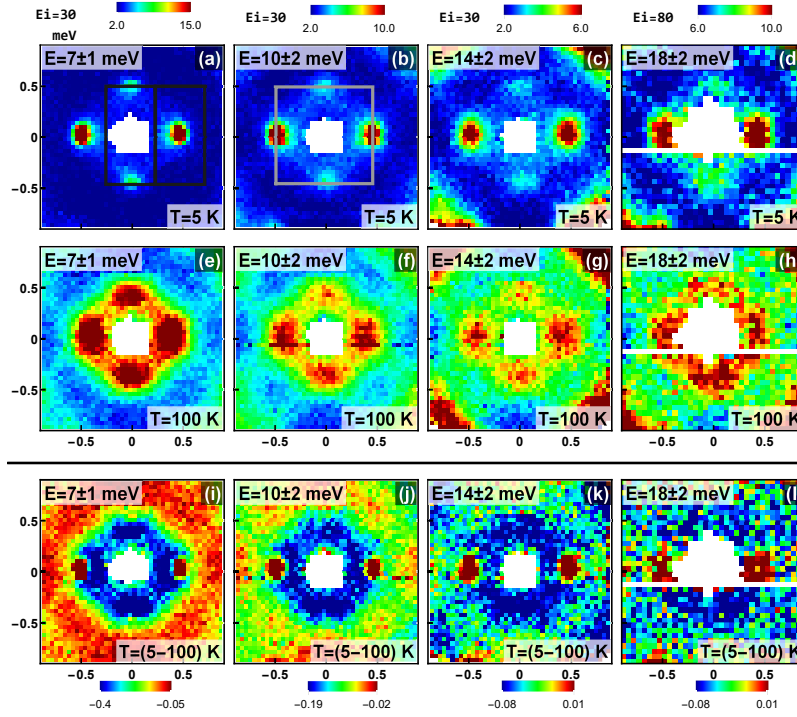 Ei=30 meV 2.0 15.0 Ei=30 2.0 10.0 Ei=30 2.0 6.0 Ei=80 6.0 10.0
E=7±1 meV (a) E=10±2 meV (b) E=14±2 meV (c) E=18±2 meV (d)
0.5
0
−0.5
T=5 K T=5 K T=5 K T=5 K
E=7±1 meV (e) E=10±2 meV (f) E=14±2 meV (g) E=18±2 meV (h)
0.5
0
−0.5
T=100 K T=100 K T=100 K T=100 K
−0.5 0 0.5 −0.5 0 0.5 −0.5 0 0.5 −0.5 0 0.5
E=7±1 meV (i) E=10±2 meV (j) E=14±2 meV (k) E=18±2 meV (l
0.5
0
−0.5
T=(5−100) K T=(5−100) K T=(5−100) K T=(5−100) K
−0.5 0 0.5 −0.5 0 0.5 −0.5 0 0.5 −0.5 0 0.5
−0.4 −0.05 −0.19 −0.02 −0.08 0.01 −0.08 0.01